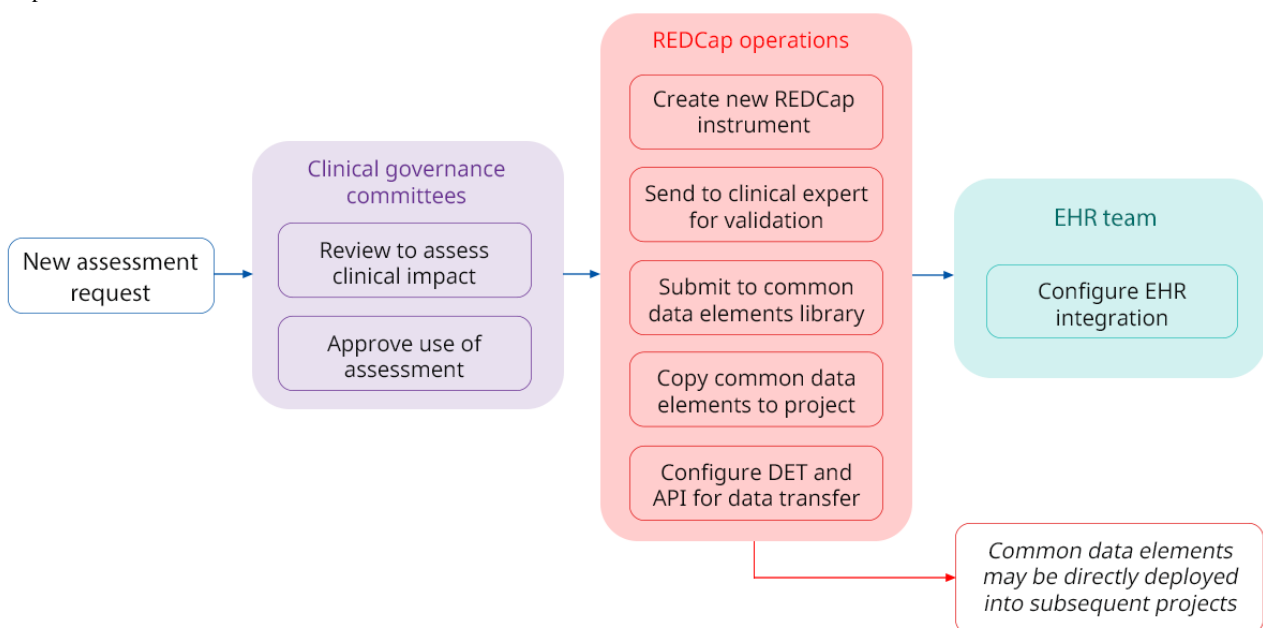 New assessment
request
Clinical governance
committees
Review to assess
clinical impact
Approve use of
assessment
REDCap operations
Create new REDCap
instrument
Send to clinical expert
for validation
Submit to common
data elements library
Copy common data
elements to project
Configure DET and
API for data transfer
EHR team
Configure EHR
integration
Common data elements
may be directly deployed
into subsequent projects